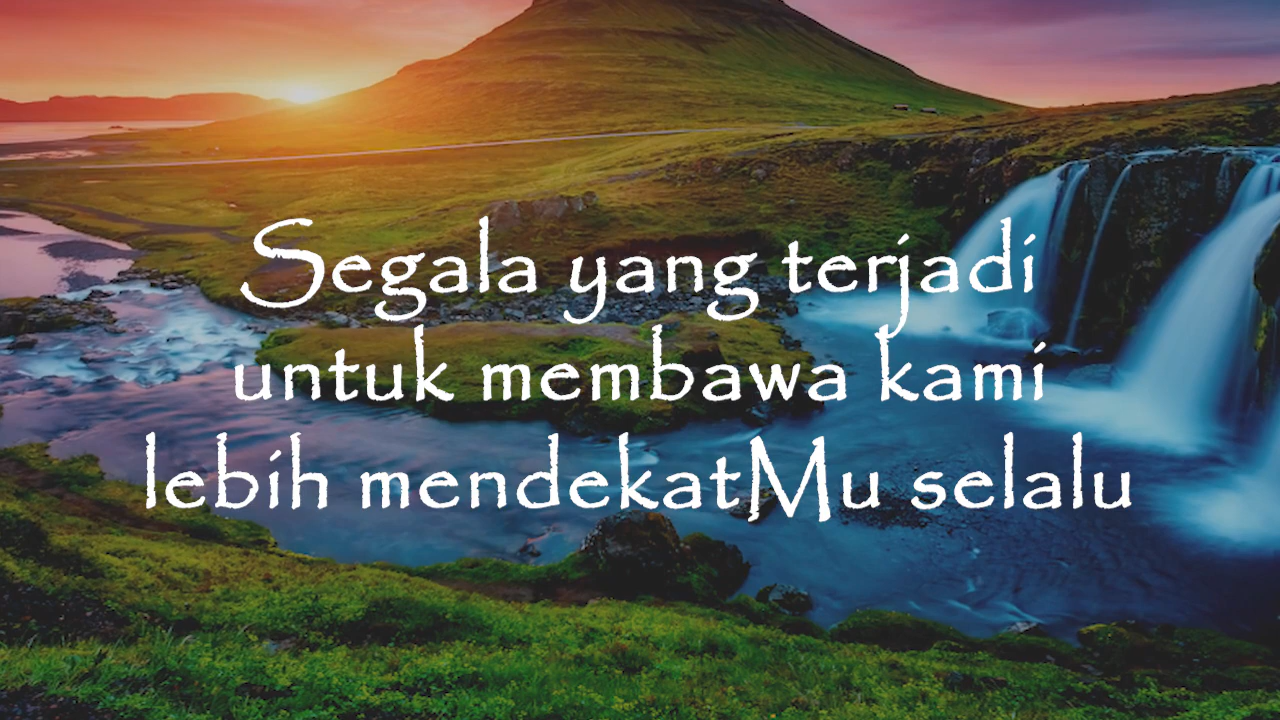 Segala yang terjadi
untuk membawa kami
lebih mendekatMu selalu